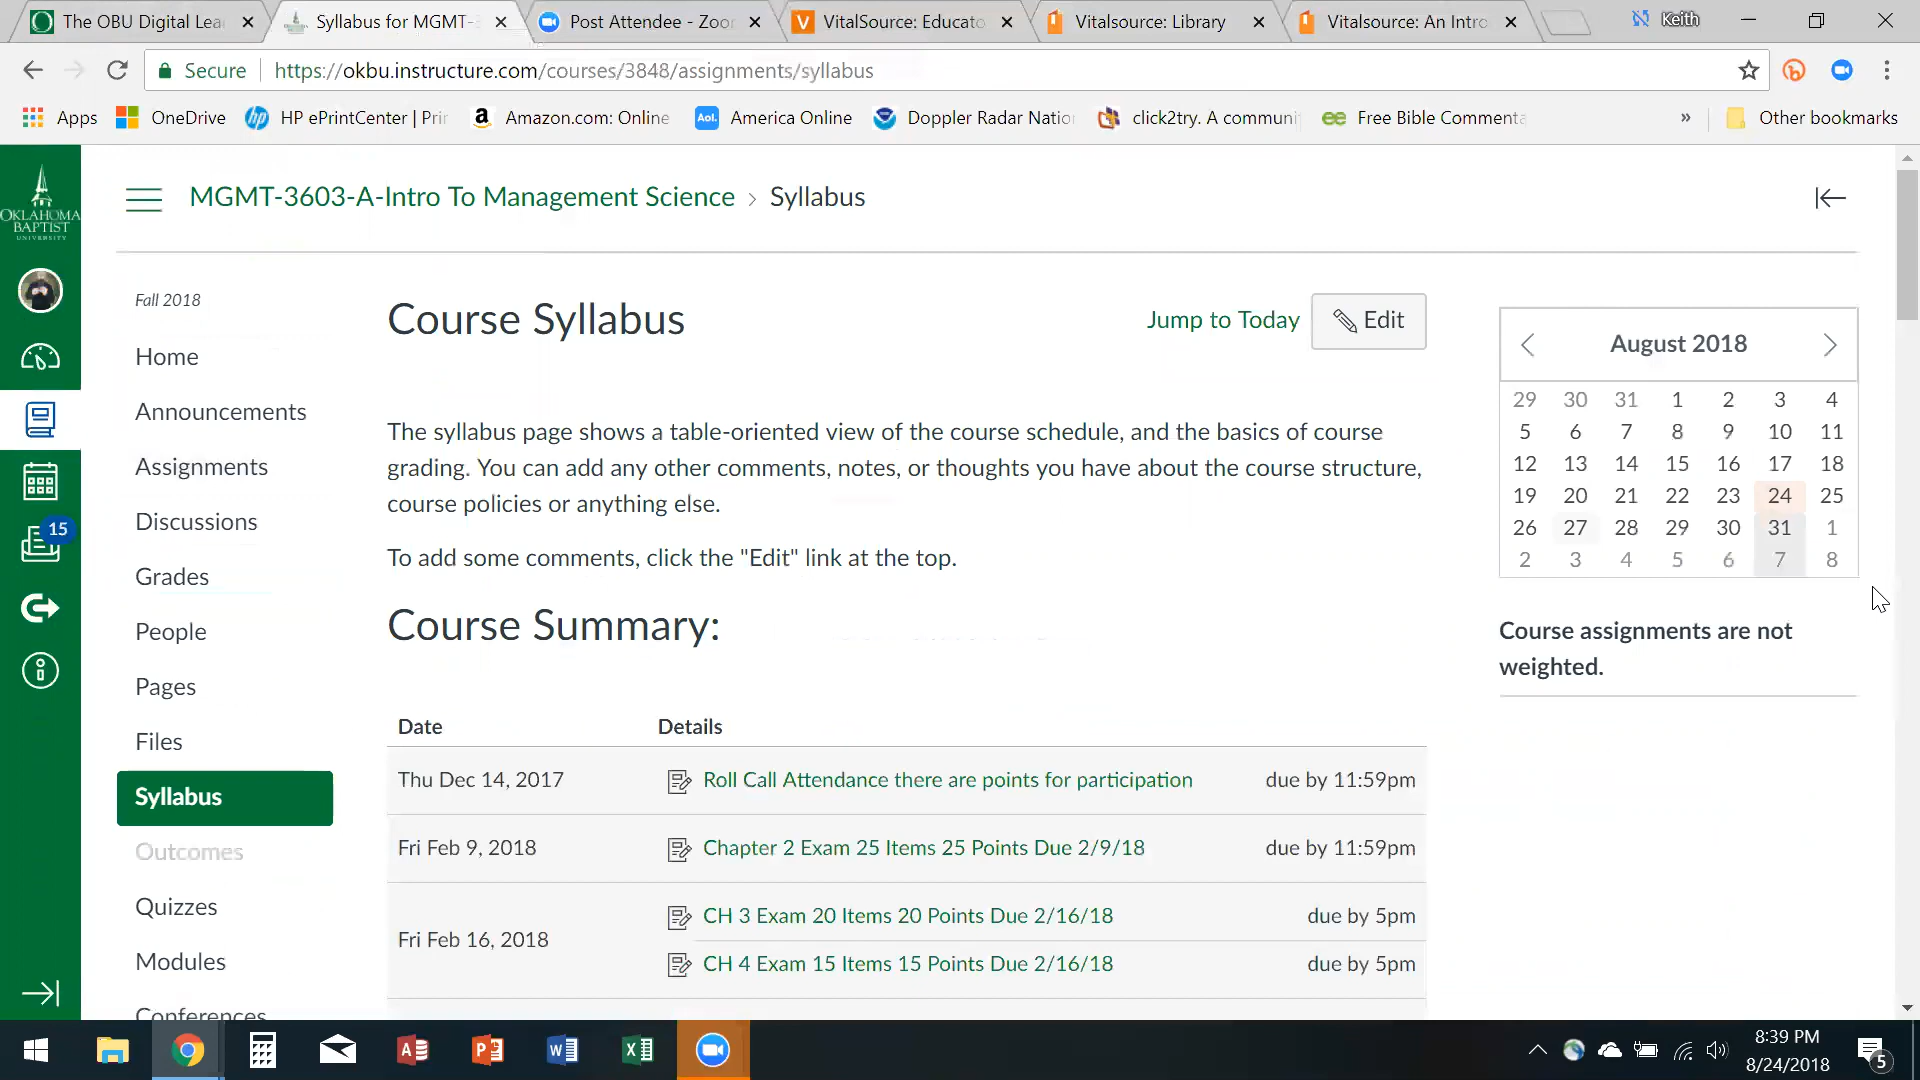 The OBU Digital Lea
Syllabus for MGMT-3
Post Attendee - Zoo
VitalSource: Educato
Vitalsource: Library
Vitalsource: An Intro
Keith
Secure
https://okbu.instructure.com/courses/3848/assignments/syllabus
Apps
OneDrive
HP ePrintCenter | Pri
Amazon.com: Online
Aol.
America Online
Doppler Radar Natio
click2try. A communi
Free Bible Commenta
»
Other bookmarks
OKLAHOMA
BAPTIST
UNIVERSITY
MGMT-3603-A-Intro To Management Science > Syllabus
Fall 2018
Home
Announcements
Assignments
Discussions
Grades
People
Pages
Files
Syllabus
Outcomes
Quizzes
Modules
Conferences
15
Course Syllabus
Jump to Today
Edit
The syllabus page shows a table-oriented view of the course schedule, and the basics of course
grading. You can add any other comments, notes, or thoughts you have about the course structure,
course policies or anything else.
To add some comments, click the "Edit" link at the top.
Course Summary:
Date Details
Thu Dec 14, 2017 Roll Call Attendance there are points for participation due by 11:59pm
Fri Feb 9, 2018 Chapter 2 Exam 25 Items 25 Points Due 2/9/18 due by 11:59pm
Fri Feb 16, 2018
CH 3 Exam 20 Items 20 Points Due 2/16/18 due by 5pm
CH 4 Exam 15 Items 15 Points Due 2/16/18 due by 5pm
August 2018
29 30 31 1 2 3 4
5 6 7 8 9 10 11
12 13 14 15 16 17 18
19 20 21 22 23 24 25
26 27 28 29 30 31 1
2 3 4 5 6 7 8
Course assignments are not
weighted.
8:39 PM
8/24/2018
5